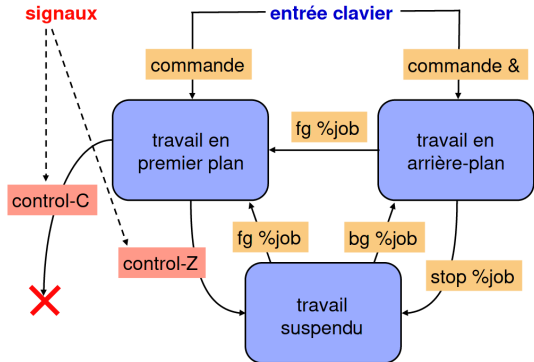 signaux
entrée clavier
commande
commande &
travail en
premier plan
fg %job
travail en
arrière-plan
control-C
fg %job
bg %job
control-Z
stop %job
travail
suspendu